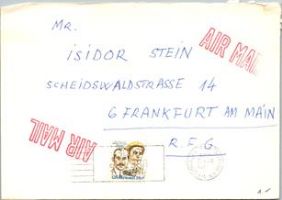 MR.
AIR MAIL
ISIDOR STEIN
SCHEIDSWALDSTRASSE 14
6 FRANKFURT AM MAIN
R.F.G
AIR MAIL